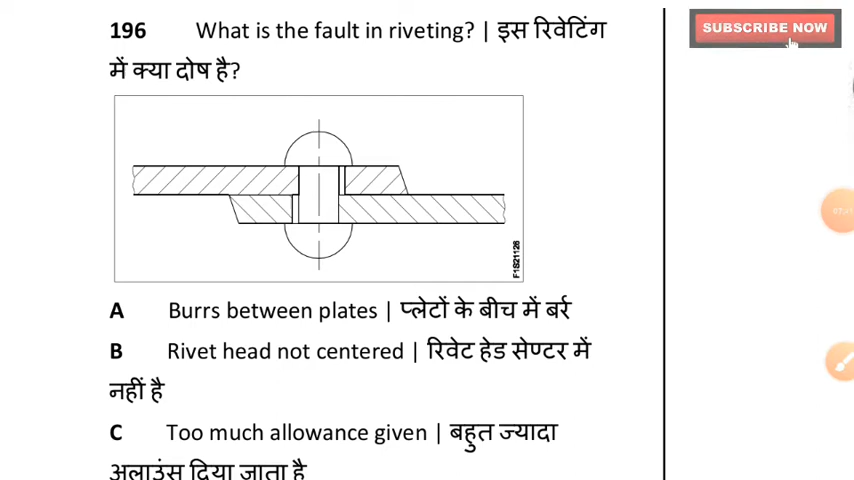 196 What is the fault in riveting? | इस रिवेटिंग
में क्या दोष है?
SUBSCRIBE NOW
F1S21126
A Burrs between plates | प्लेटों के बीच में बर्र
B Rivet head not centered | रिवेट हेड सेण्टर में
नहीं है
C Too much allowance given | बहुत ज्यादा
अलाउंस दिया जाता है